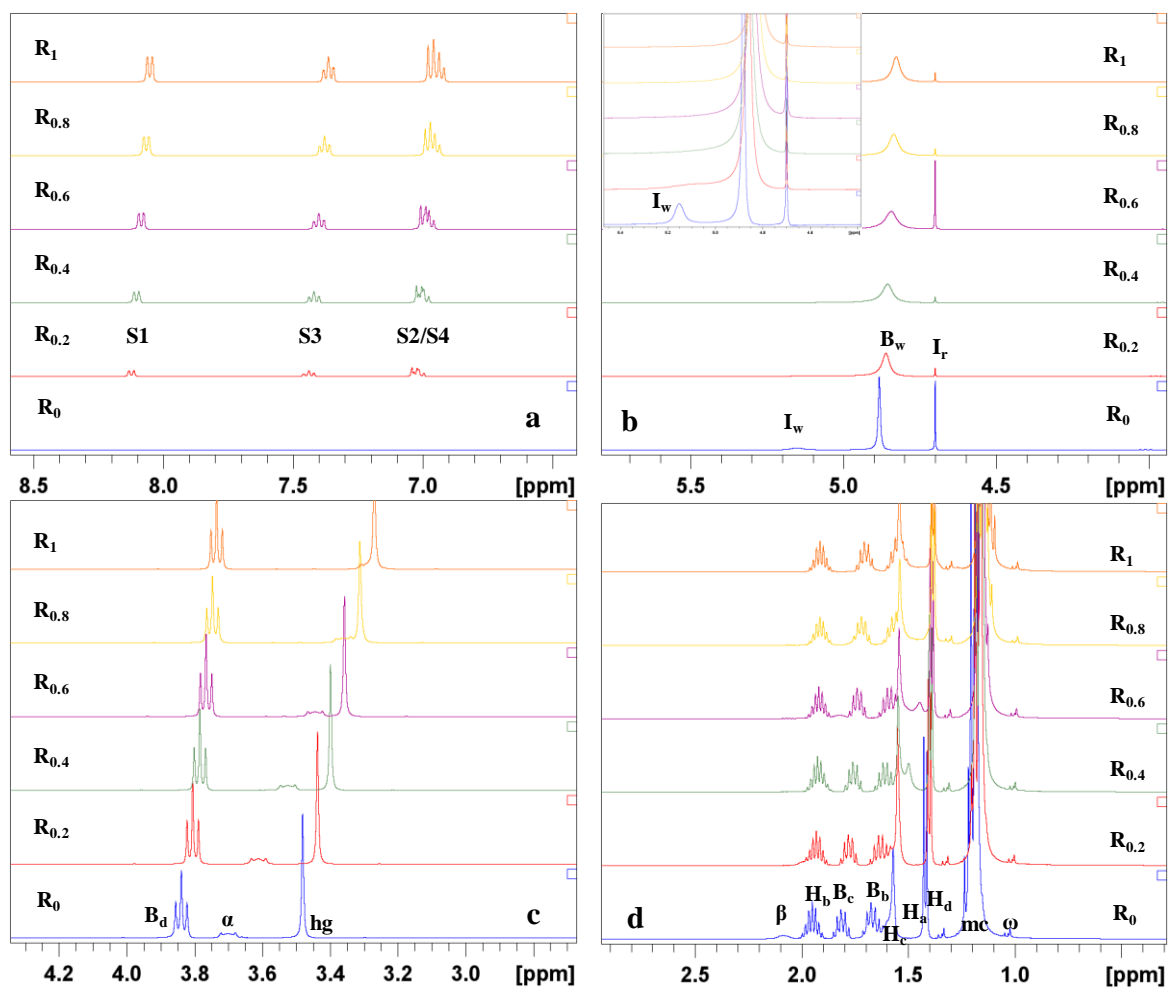 R1
R0.8
R0.6
R0.4
R0.2
S1
S3
S2/S4
R0
a
8.5
8.0
7.5
7.0
[ppm]
Iw
R1
R0.8
R0.6
R0.4
R0.2
Bw
Ir
R0
Iw
b
5.5
5.0
4.5
[ppm]
R1
R0.8
R0.6
R0.4
R0.2
R0
Bd
α
hg
c
4.2
4.0
3.8
3.6
3.4
3.2
3.0
[ppm]
R1
R0.8
R0.6
R0.4
R0.2
R0
d
β
Hb
Bc
Bb
Hc
Ha
Hd
mc
ω
2.5
2.0
1.5
1.0
[ppm]